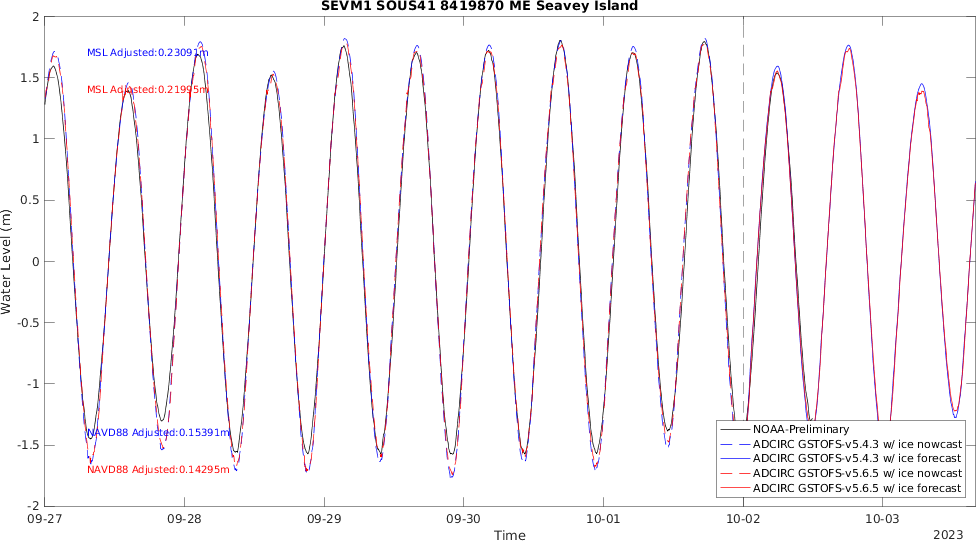 SEVM1 SOUS41 8419870 ME Seavey Island
2
1.5
1
0.5
0
-0.5
-1
-1.5
-2
Water Level (m)
MSL Adjusted:0.23091m
MSL Adjusted:0.21995m
NAVD88 Adjusted:0.15391m
NAVD88 Adjusted:0.14295m
NOAA-Preliminary
ADCIRC GSTOFS-v5.4.3 w/ ice nowcast
ADCIRC GSTOFS-v5.4.3 w/ ice forecast
ADCIRC GSTOFS-v5.6.5 w/ ice nowcast
ADCIRC GSTOFS-v5.6.5 w/ ice forecast
09-27 09-28 09-29 09-30 10-01 10-02 10-03
Time
2023